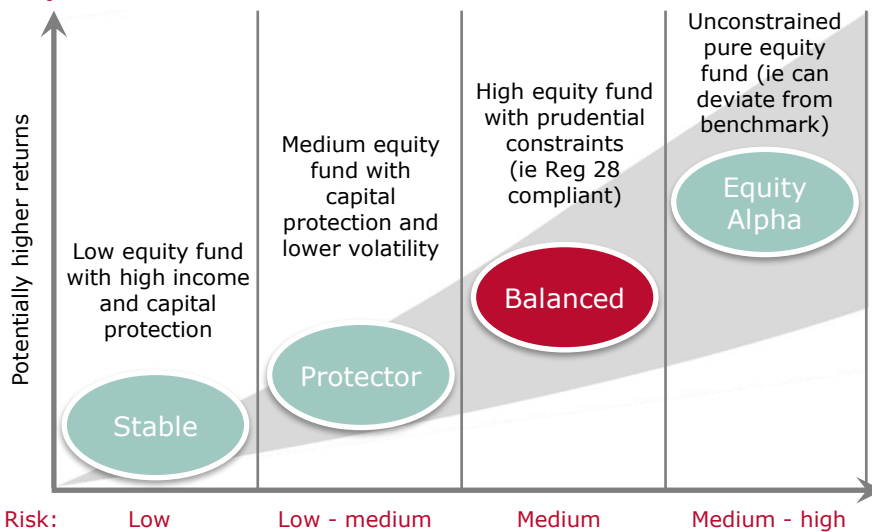 Potentially higher returns
Low equity fund
with high income
and capital
protection
Stable
Medium equity
fund with
capital
protection and
lower volatility
Protector
High equity fund
with prudential
constraints
(ie Reg 28
compliant)
Balanced
Unconstrained
pure equity
fund (ie can
deviate from
benchmark)
Equity
Alpha
Risk: Low Low - medium Medium Medium - high